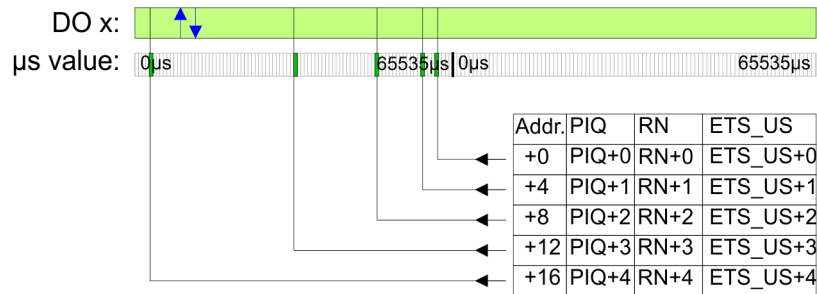 DO x:
µs value: 0µs 65535µs 0µs 65535µs
Addr. PIQ RN ETS_US
+0 PIQ+0 RN+0 ETS_US+0
+4 PIQ+1 RN+1 ETS_US+1
+8 PIQ+2 RN+2 ETS_US+2
+12 PIQ+3 RN+3 ETS_US+3
+16 PIQ+4 RN+4 ETS_US+4